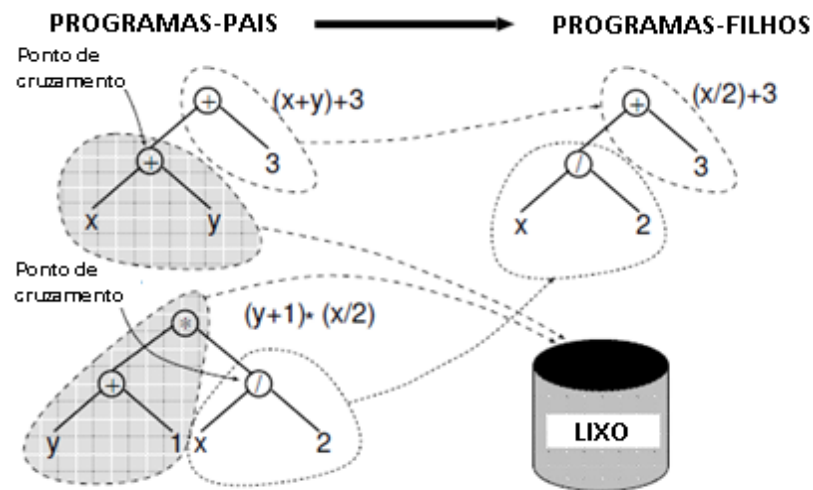 PROGRAMAS-PAIS
PROGRAMAS-FILHOS
Ponto de
cruzamento
+
(x+y)+3
+
3
x
y
+
(x/2)+3
/
3
x
2
Ponto de
cruzamento
*
(y+1)* (x/2)
+
/
y
1
x
2
LIXO